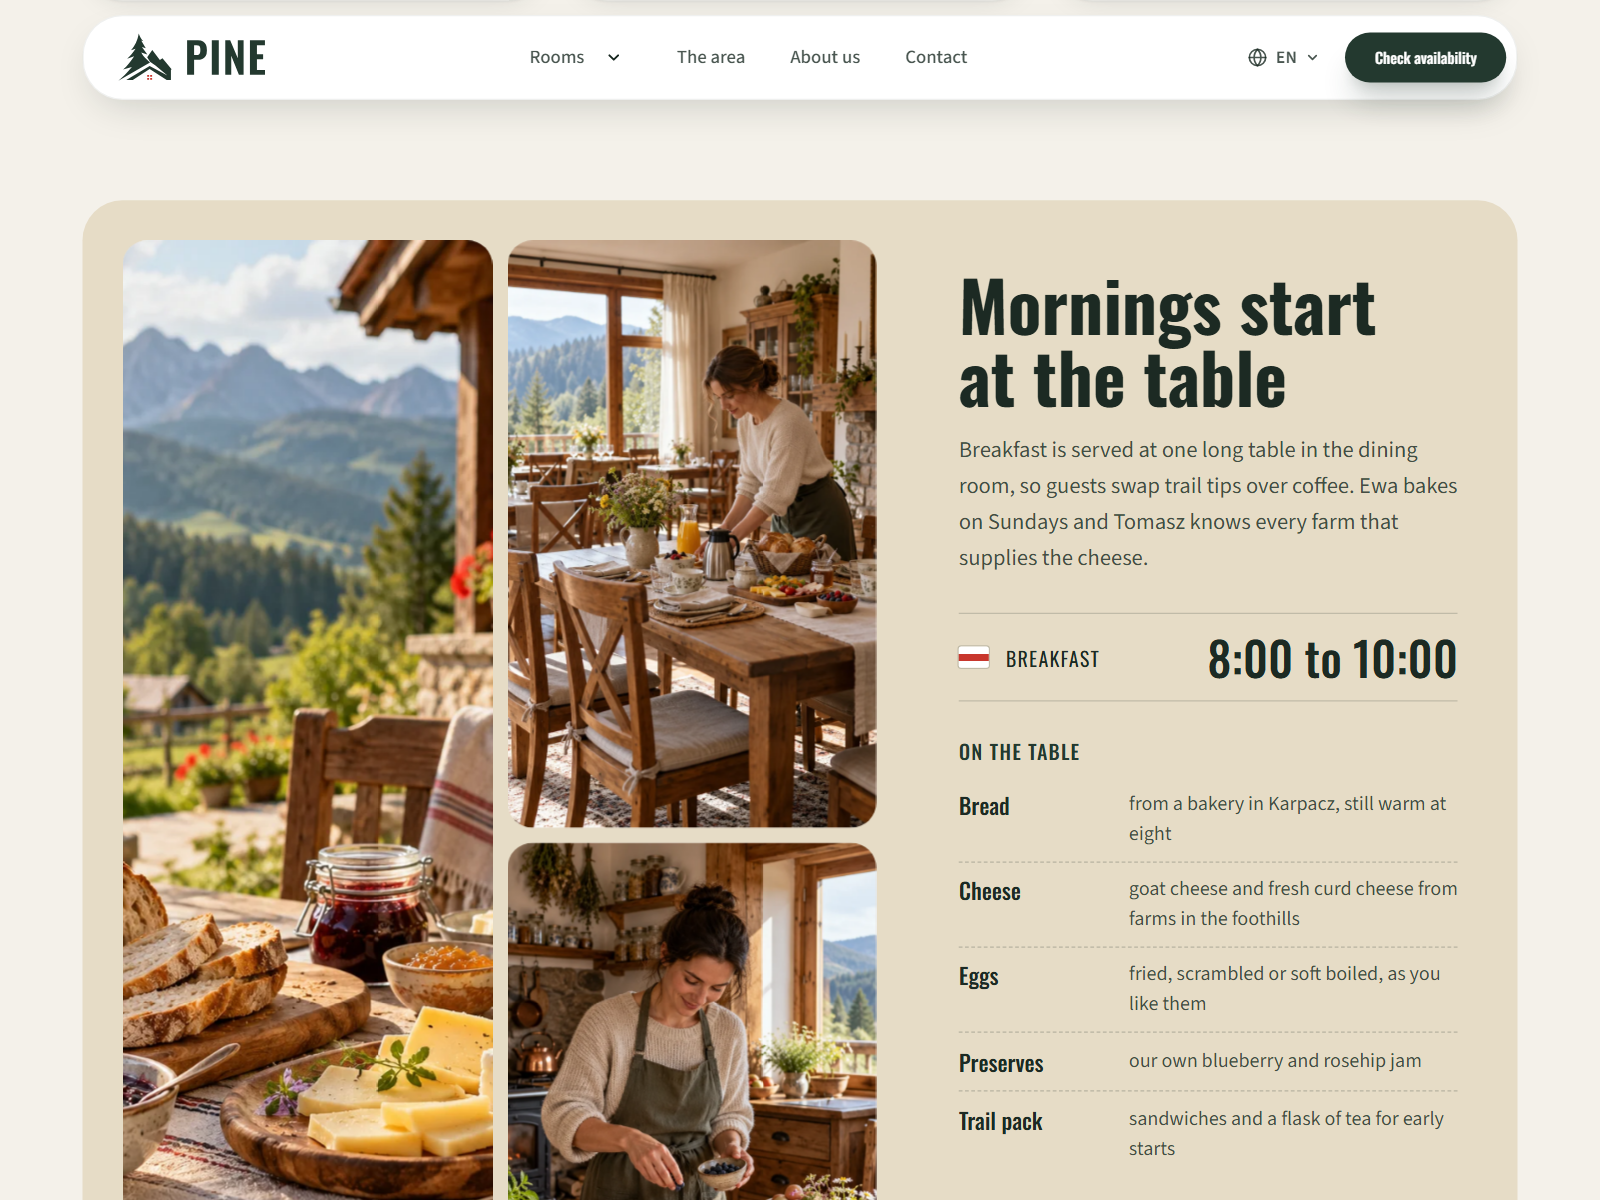 PINE
Rooms
The area
About us
Contact
EN
Check availability
Mornings start
at the table
Breakfast is served at one long table in the dining
room, so guests swap trail tips over coffee. Ewa bakes
on Sundays and Tomasz knows every farm that
supplies the cheese.
BREAKFAST
8:00 to 10:00
ON THE TABLE
Bread
from a bakery in Karpacz, still warm at
eight
Cheese
goat cheese and fresh curd cheese from
farms in the foothills
Eggs
fried, scrambled or soft boiled, as you
like them
Preserves
our own blueberry and rosehip jam
Trail pack
sandwiches and a flask of tea for early
starts